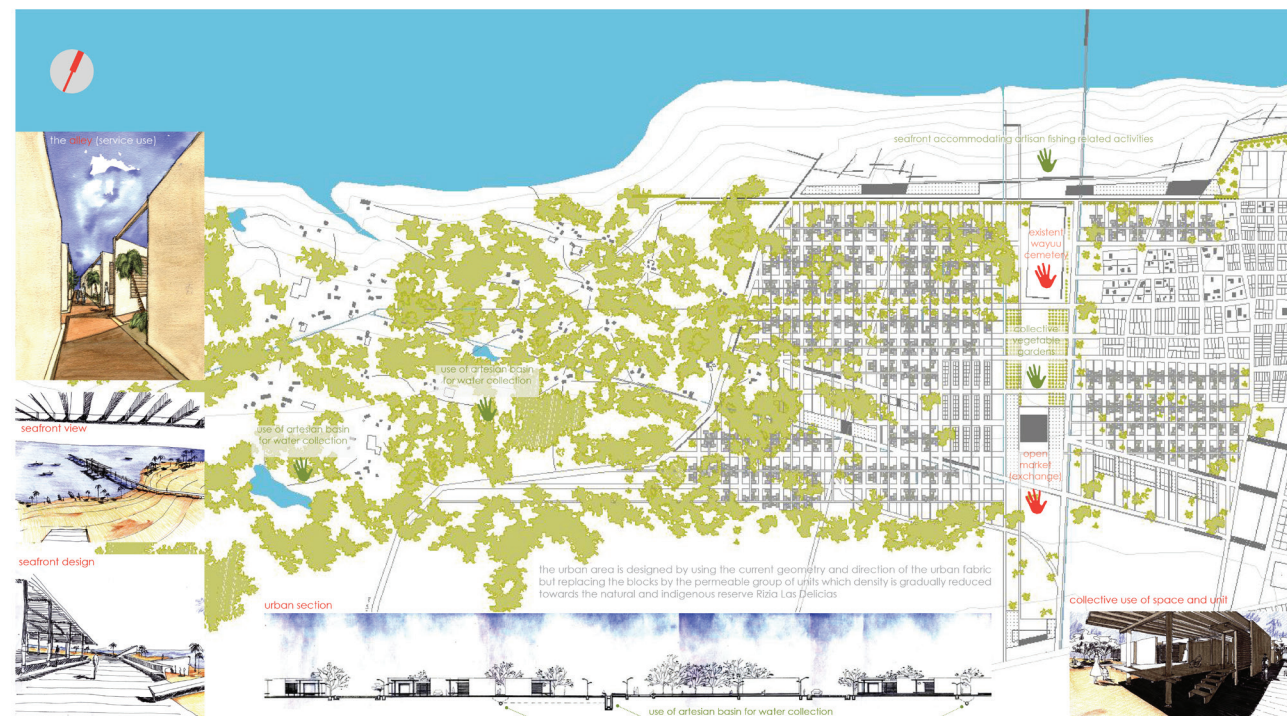 the alley (service use)
seafront accommodating artisan fishing related activities
existent
wayuu
cemetery
collective
vegetable
gardens
use of artesian basin
for water collection
use of artesian basin
for water collection
open
market
(exchange)
seafront view
seafront design
the urban area is designed by using the current geometry and direction of the urban fabric
but replacing the blocks by the permeable group of units which density is gradually reduced
towards the natural and indigenous reserve Rizia Las Delicias
urban section
collective use of space and unit
use of artesian basin for water collection